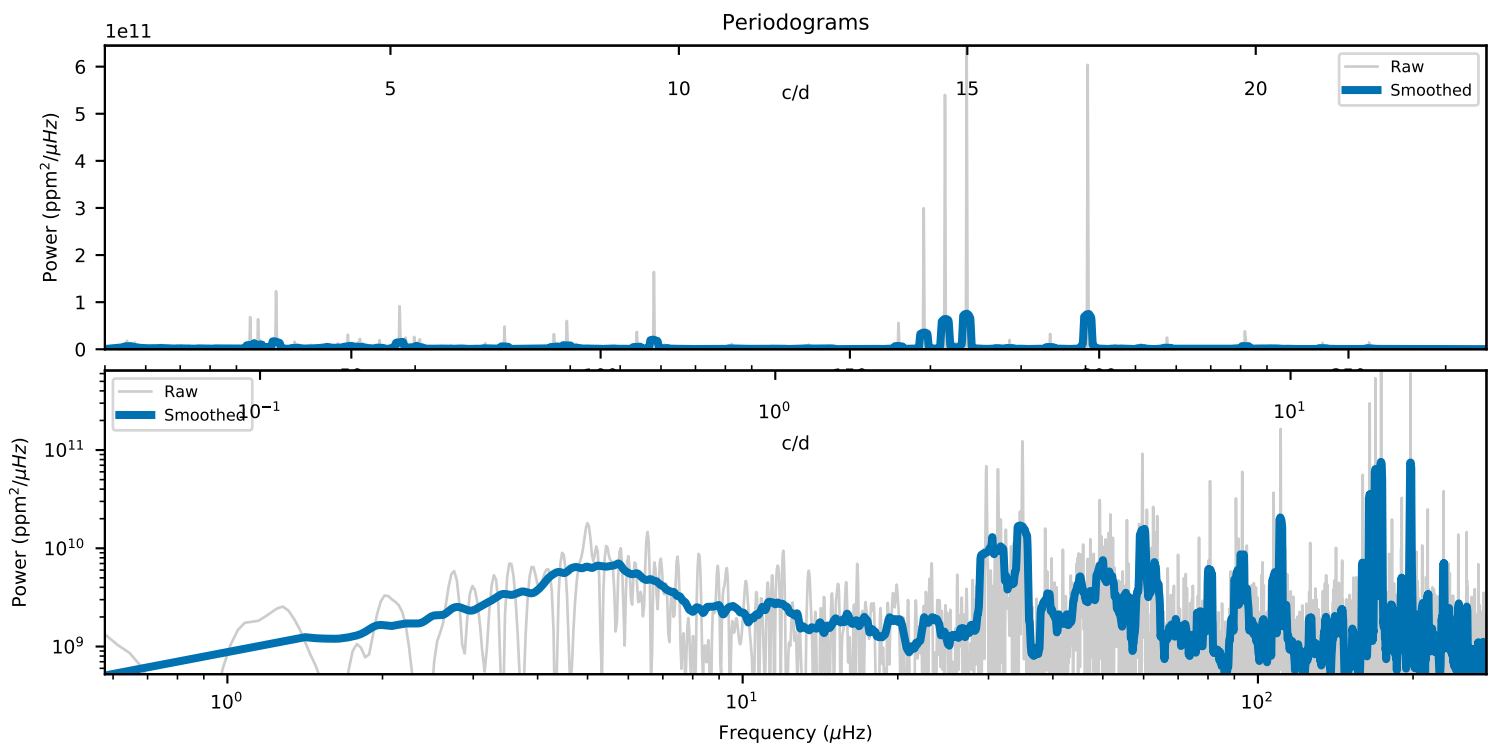 Periodograms
1e11
Power (ppm²/μHz)
6
5
4
3
2
1
0
5
10
15
20
c/d
Raw
Smoothed
Raw
Smoothed
10⁻¹
10⁰
10¹
c/d
Power (ppm²/μHz)
10¹¹
10¹⁰
10⁹
10⁰
10¹
10²
Frequency (μHz)